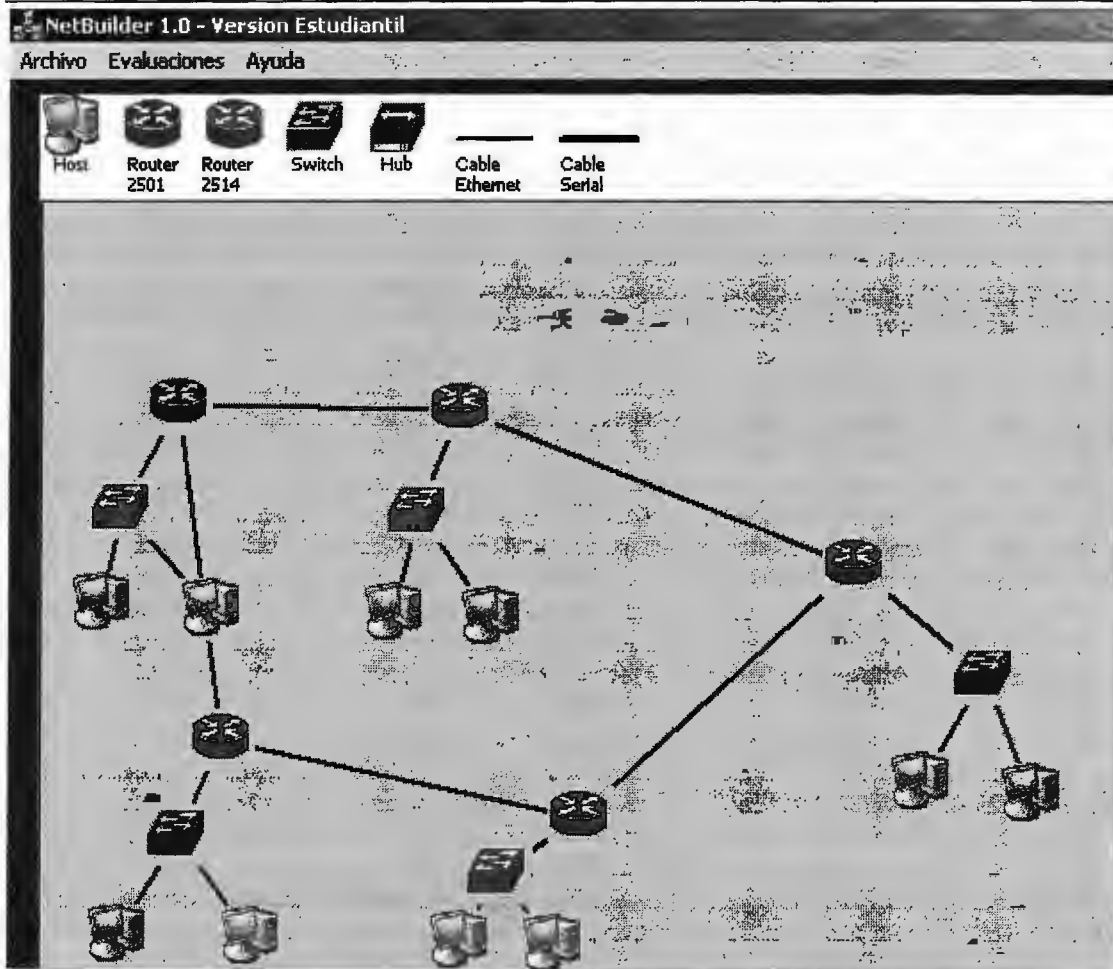 NetBuilder 1.0 - Version Estudiantil
Archivo Evaluaciones Ayuda
Host
Router 2501
Router 2514
Switch
Hub
Cable Ethernet
Cable Serial